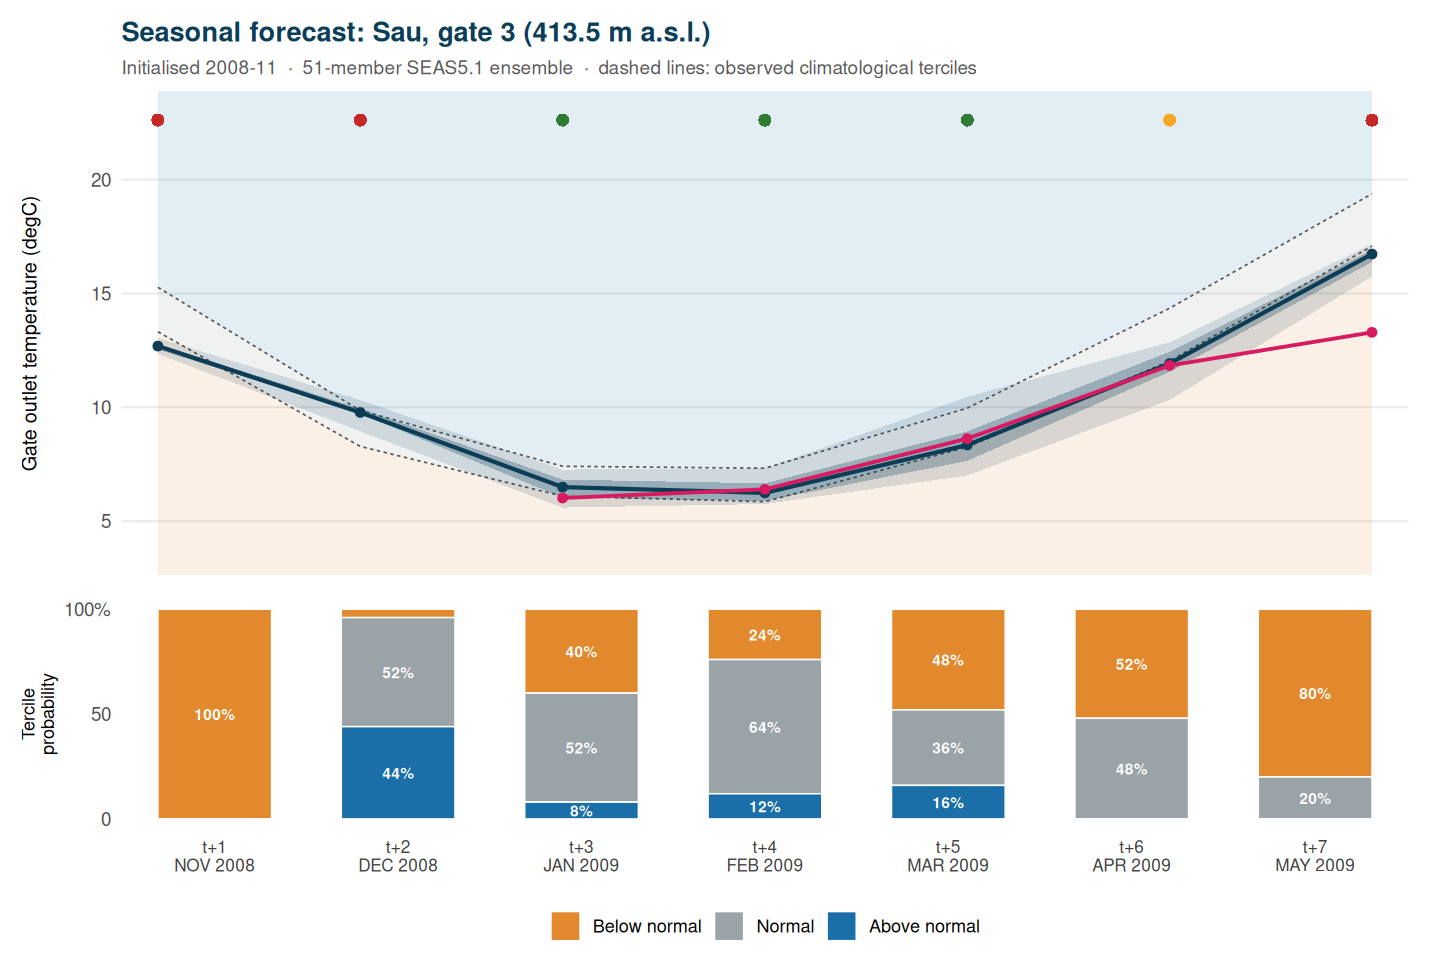 Seasonal forecast: Sau, gate 3 (413.5 m a.s.l.)
Initialised 2008-11 · 51-member SEAS5.1 ensemble · dashed lines: observed climatological terciles
Gate outlet temperature (degC)
20
15
10
5
Tercile
probability
100%
50
0
100%
52%
44%
40%
52%
8%
24%
64%
12%
48%
36%
16%
52%
48%
80%
20%
t+1
NOV 2008
t+2
DEC 2008
t+3
JAN 2009
t+4
FEB 2009
t+5
MAR 2009
t+6
APR 2009
t+7
MAY 2009
Below normal
Normal
Above normal